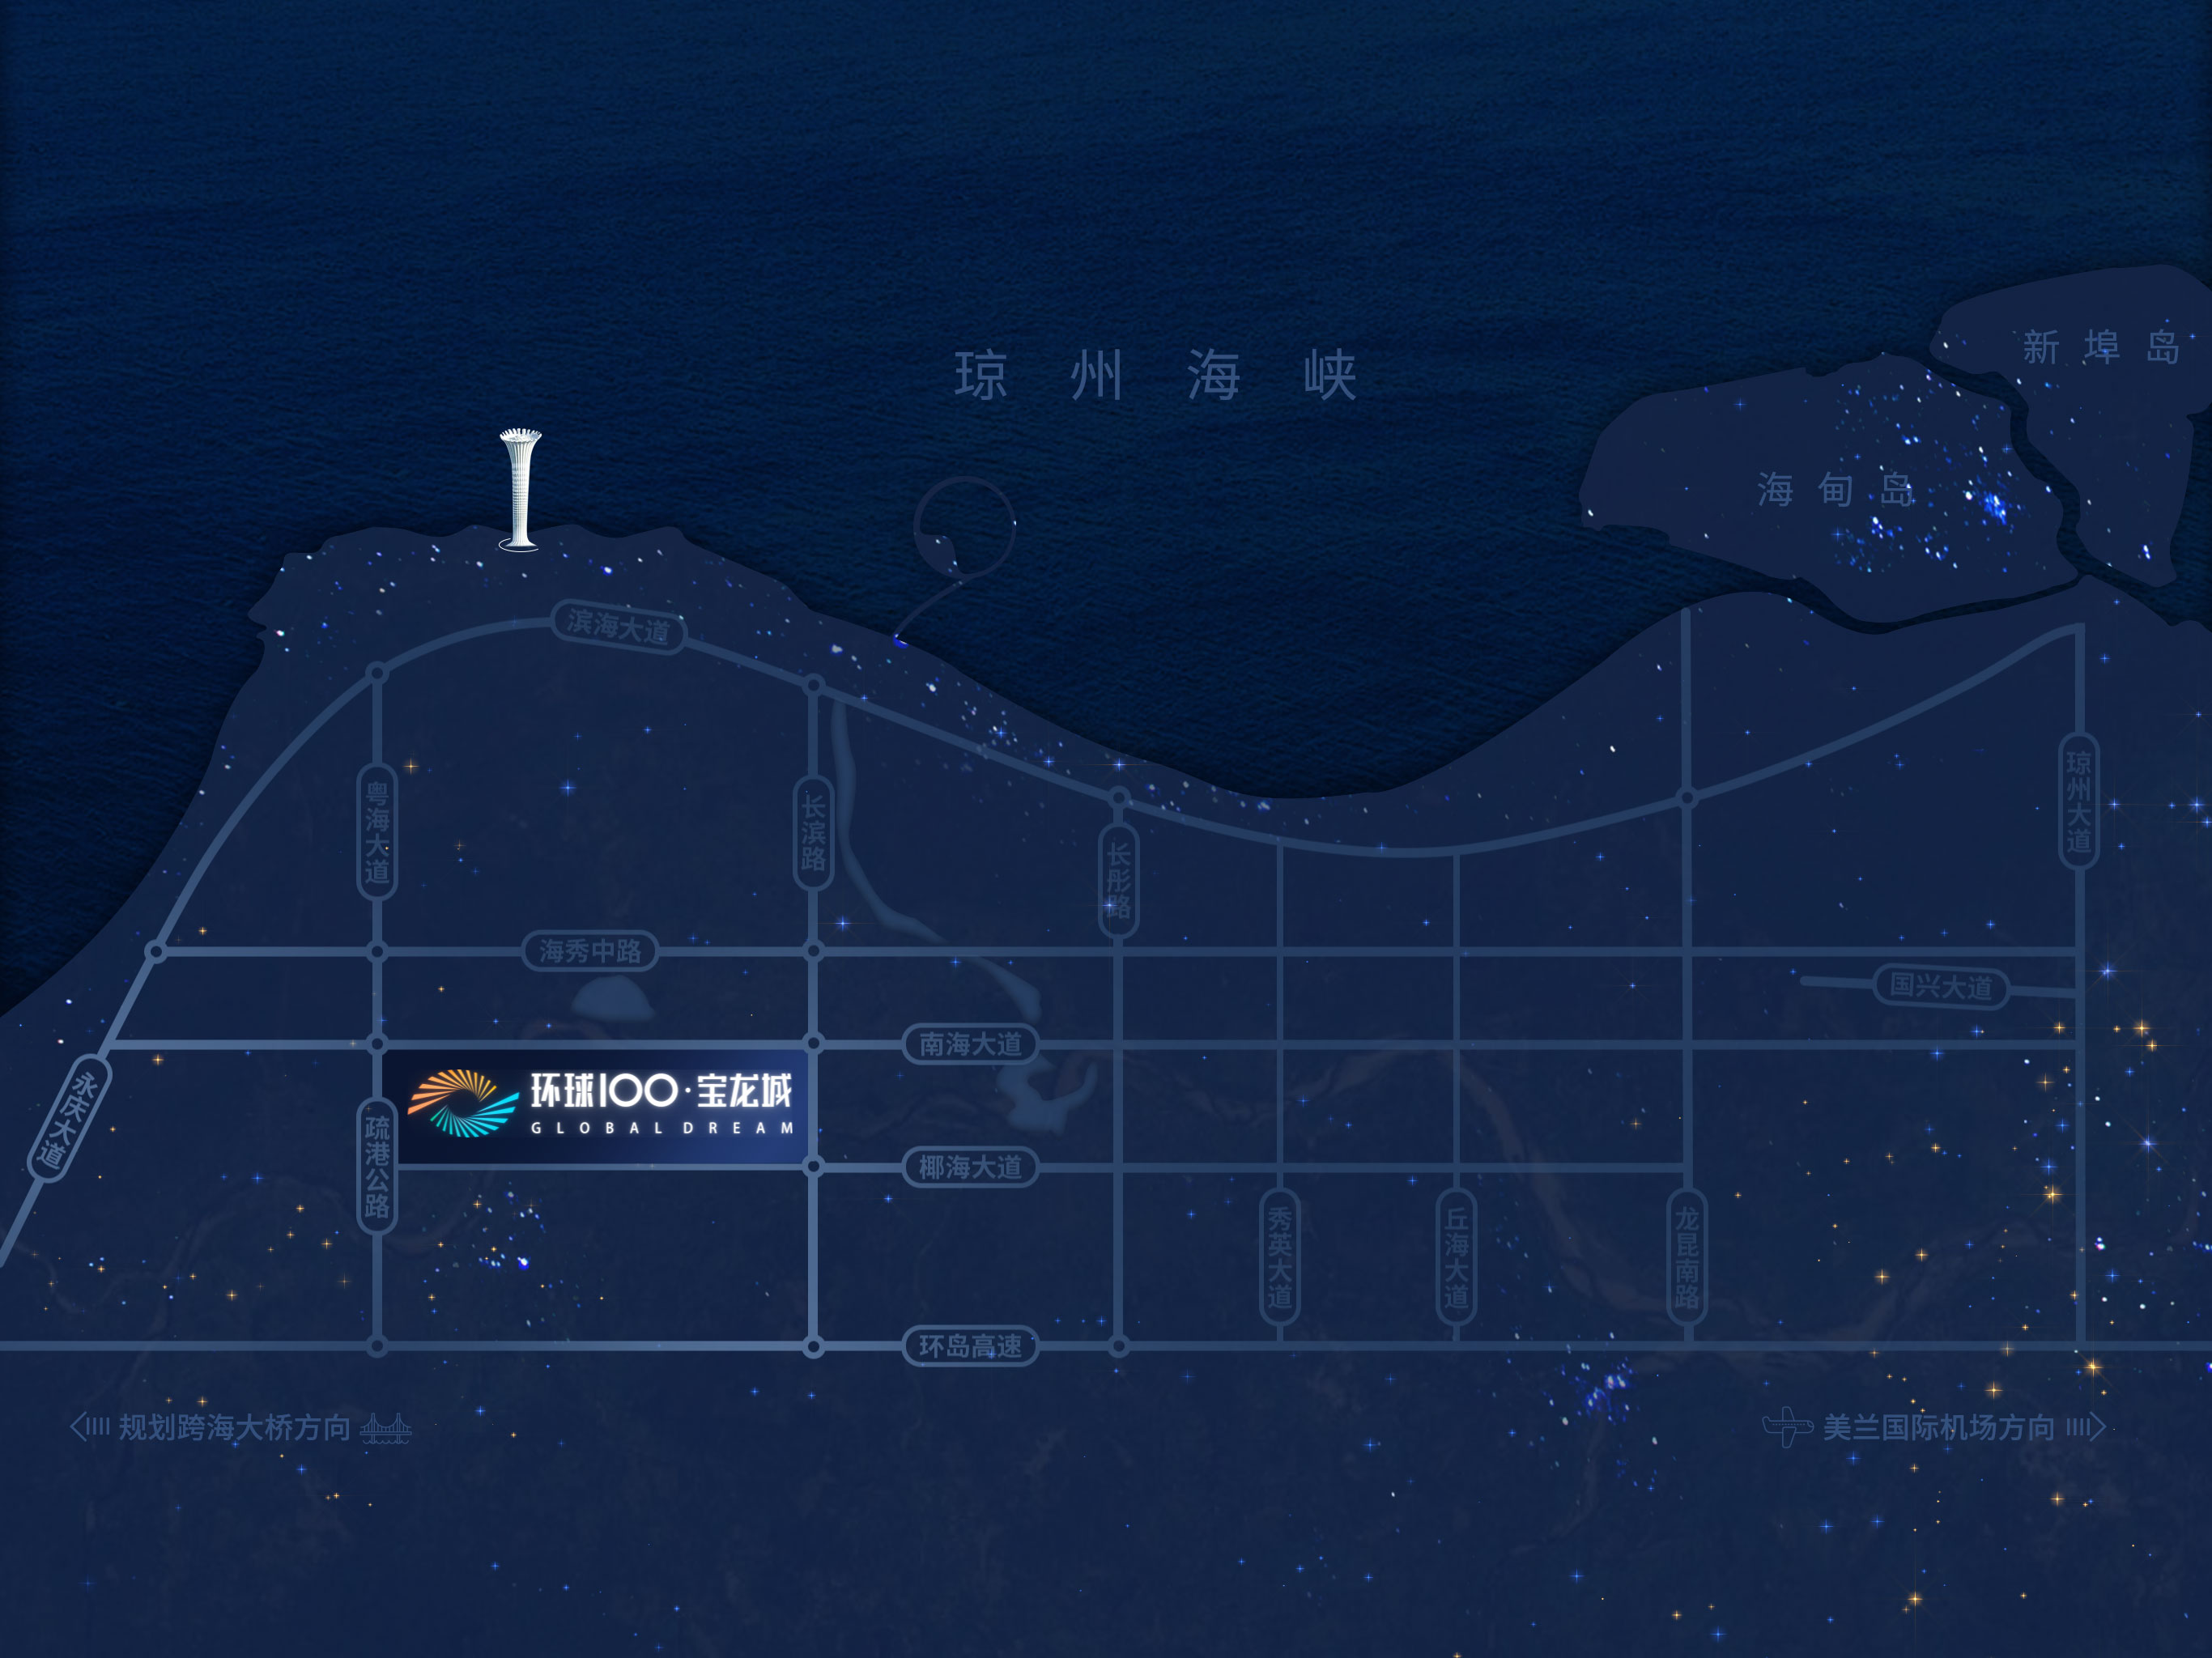 琼州海峡
新埠岛
海甸岛
滨海大道
粤海大道
长滨路
长彤路
琼州大道
海秀中路
国兴大道
南海大道
永庆大道
疏港公路
环球100·宝龙城
GLOBAL DREAM
椰海大道
秀英大道
丘海大道
龙昆南路
环岛高速
规划跨海大桥方向
美兰国际机场方向